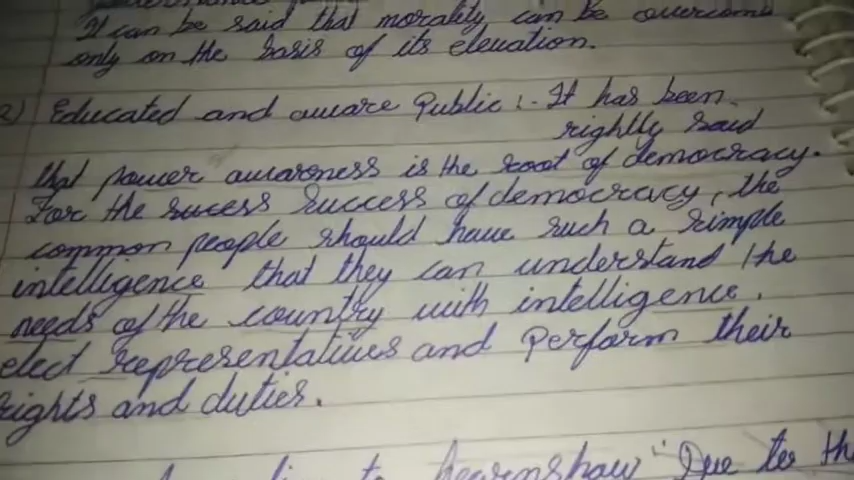 It can be said that morality can be overcome
only on the basis of its elevation.
2) Educated and aware Public :- It has been
rightly said
that power awareness is the root of democracy.
For the sucess success of democracy, the
common people should have such a simple
intelligence that they can understand the
needs of the country with intelligence.
elect representatives and perform their
rights and duties.
to hearnshaw "Due to th